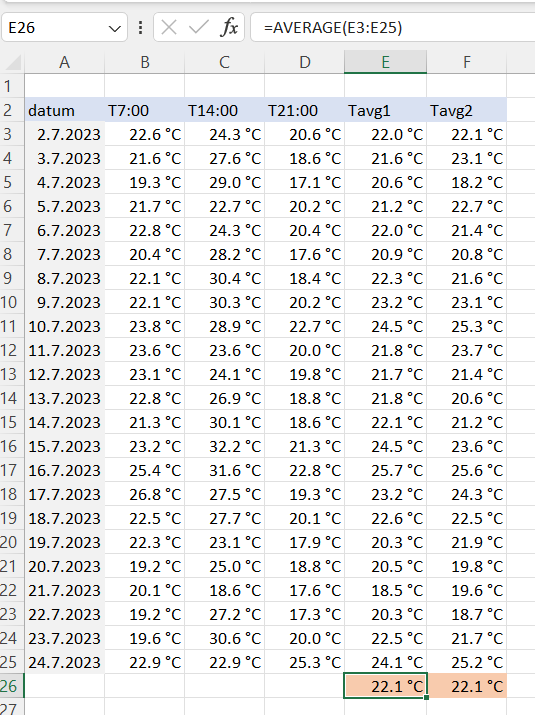 E26 fx =AVERAGE(E3:E25)
A B C D E F
1
2 datum T7:00 T14:00 T21:00 Tavg1 Tavg2
3 2.7.2023 22.6 °C 24.3 °C 20.6 °C 22.0 °C 22.1 °C
4 3.7.2023 21.6 °C 27.6 °C 18.6 °C 21.6 °C 23.1 °C
5 4.7.2023 19.3 °C 29.0 °C 17.1 °C 20.6 °C 18.2 °C
6 5.7.2023 21.7 °C 22.7 °C 20.2 °C 21.2 °C 22.7 °C
7 6.7.2023 22.8 °C 24.3 °C 20.4 °C 22.0 °C 21.4 °C
8 7.7.2023 20.4 °C 28.2 °C 17.6 °C 20.9 °C 20.8 °C
9 8.7.2023 22.1 °C 30.4 °C 18.4 °C 22.3 °C 21.6 °C
10 9.7.2023 22.1 °C 30.3 °C 20.2 °C 23.2 °C 23.1 °C
11 10.7.2023 23.8 °C 28.9 °C 22.7 °C 24.5 °C 25.3 °C
12 11.7.2023 23.6 °C 23.6 °C 20.0 °C 21.8 °C 23.7 °C
13 12.7.2023 23.1 °C 24.1 °C 19.8 °C 21.7 °C 21.4 °C
14 13.7.2023 22.8 °C 26.9 °C 18.8 °C 21.8 °C 20.6 °C
15 14.7.2023 21.3 °C 30.1 °C 18.6 °C 22.1 °C 21.2 °C
16 15.7.2023 23.2 °C 32.2 °C 21.3 °C 24.5 °C 23.6 °C
17 16.7.2023 25.4 °C 31.6 °C 22.8 °C 25.7 °C 25.6 °C
18 17.7.2023 26.8 °C 27.5 °C 19.3 °C 23.2 °C 24.3 °C
19 18.7.2023 22.5 °C 27.7 °C 20.1 °C 22.6 °C 22.5 °C
20 19.7.2023 22.3 °C 23.1 °C 17.9 °C 20.3 °C 21.9 °C
21 20.7.2023 19.2 °C 25.0 °C 18.8 °C 20.5 °C 19.8 °C
22 21.7.2023 20.1 °C 18.6 °C 17.6 °C 18.5 °C 19.6 °C
23 22.7.2023 19.2 °C 27.2 °C 17.3 °C 20.3 °C 18.7 °C
24 23.7.2023 19.6 °C 30.6 °C 20.0 °C 22.5 °C 21.7 °C
25 24.7.2023 22.9 °C 22.9 °C 25.3 °C 24.1 °C 25.2 °C
26 22.1 °C 22.1 °C
27